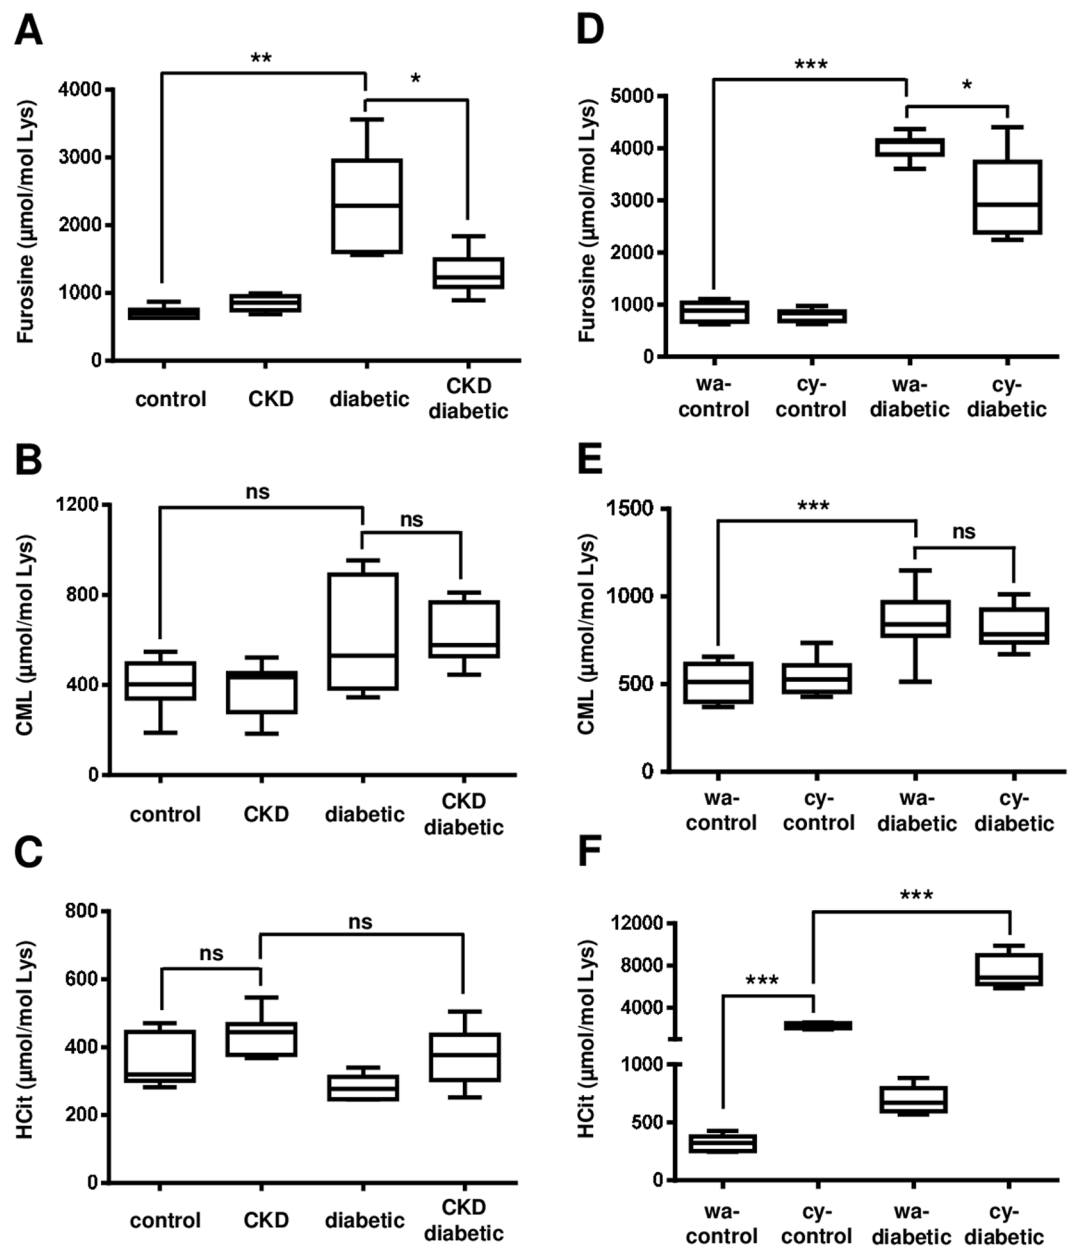 A
**
*
Furosine (μmol/mol Lys)
4000
3000
2000
1000
0
control
CKD
diabetic
CKD
diabetic
D
***
*
Furosine (μmol/mol Lys)
5000
4000
3000
2000
1000
0
wa-
control
cy-
control
wa-
diabetic
cy-
diabetic
B
ns
ns
CML (μmol/mol Lys)
1200
800
400
0
control
CKD
diabetic
CKD
diabetic
E
***
ns
CML (μmol/mol Lys)
1500
1000
500
0
wa-
control
cy-
control
wa-
diabetic
cy-
diabetic
C
ns
ns
HCit (μmol/mol Lys)
800
600
400
200
0
control
CKD
diabetic
CKD
diabetic
F
***
***
HCit (μmol/mol Lys)
12000
8000
4000
1000
500
0
wa-
control
cy-
control
wa-
diabetic
cy-
diabetic